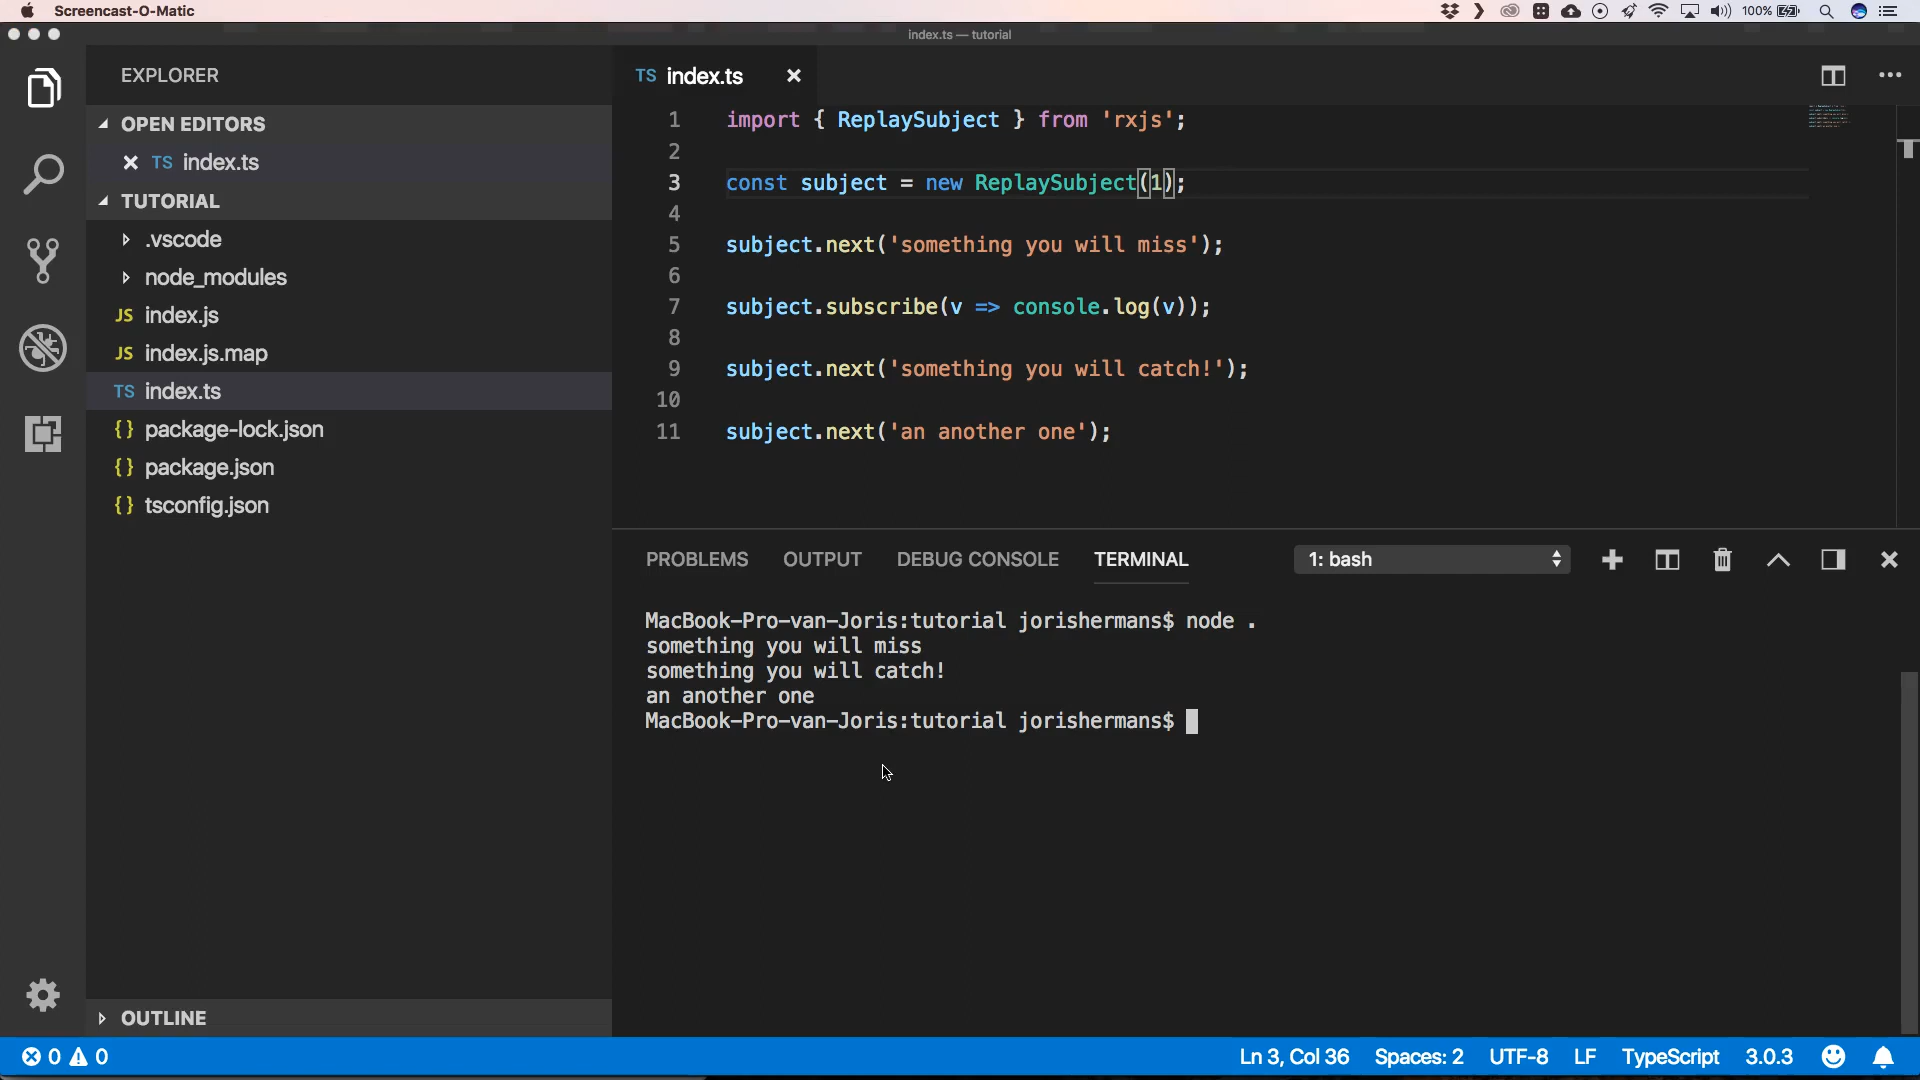 Screencast-O-Matic
100%
index.ts — tutorial
EXPLORER
OPEN EDITORS
TS index.ts
TUTORIAL
.vscode
node_modules
JS index.js
JS index.js.map
TS index.ts
{} package-lock.json
{} package.json
{} tsconfig.json
OUTLINE
TS index.ts
1 import { ReplaySubject } from 'rxjs';
2
3 const subject = new ReplaySubject(1);
4
5 subject.next('something you will miss');
6
7 subject.subscribe(v => console.log(v));
8
9 subject.next('something you will catch!');
10
11 subject.next('an another one');
PROBLEMS OUTPUT DEBUG CONSOLE TERMINAL 1: bash
MacBook-Pro-van-Joris:tutorial jorishermans$ node .
something you will miss
something you will catch!
an another one
MacBook-Pro-van-Joris:tutorial jorishermans$
0 0 Ln 3, Col 36 Spaces: 2 UTF-8 LF TypeScript 3.0.3